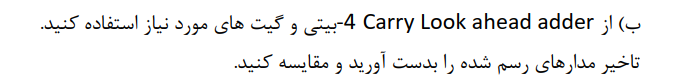 ب) از 4 Carry Look ahead adder-بیتی و گیت های مورد نیاز استفاده کنید.
تاخیر مدارهای رسم شده را بدست آورید و مقایسه کنید.